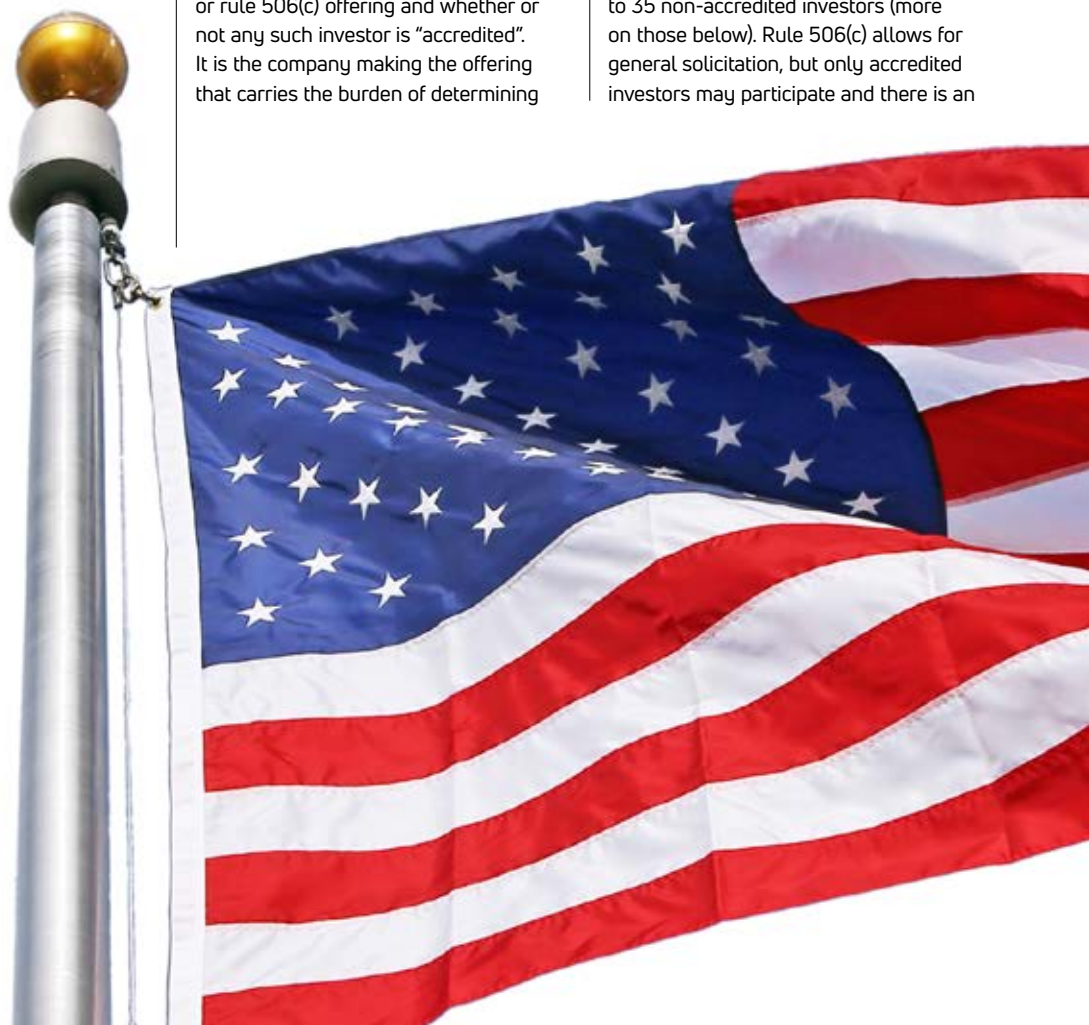 or rule 506(c) offering and whether or
not any such investor is “accredited”.
It is the company making the offering
that carries the burden of determining
to 35 non-accredited investors (more
on those below). Rule 506(c) allows for
general solicitation, but only accredited
investors may participate and there is an